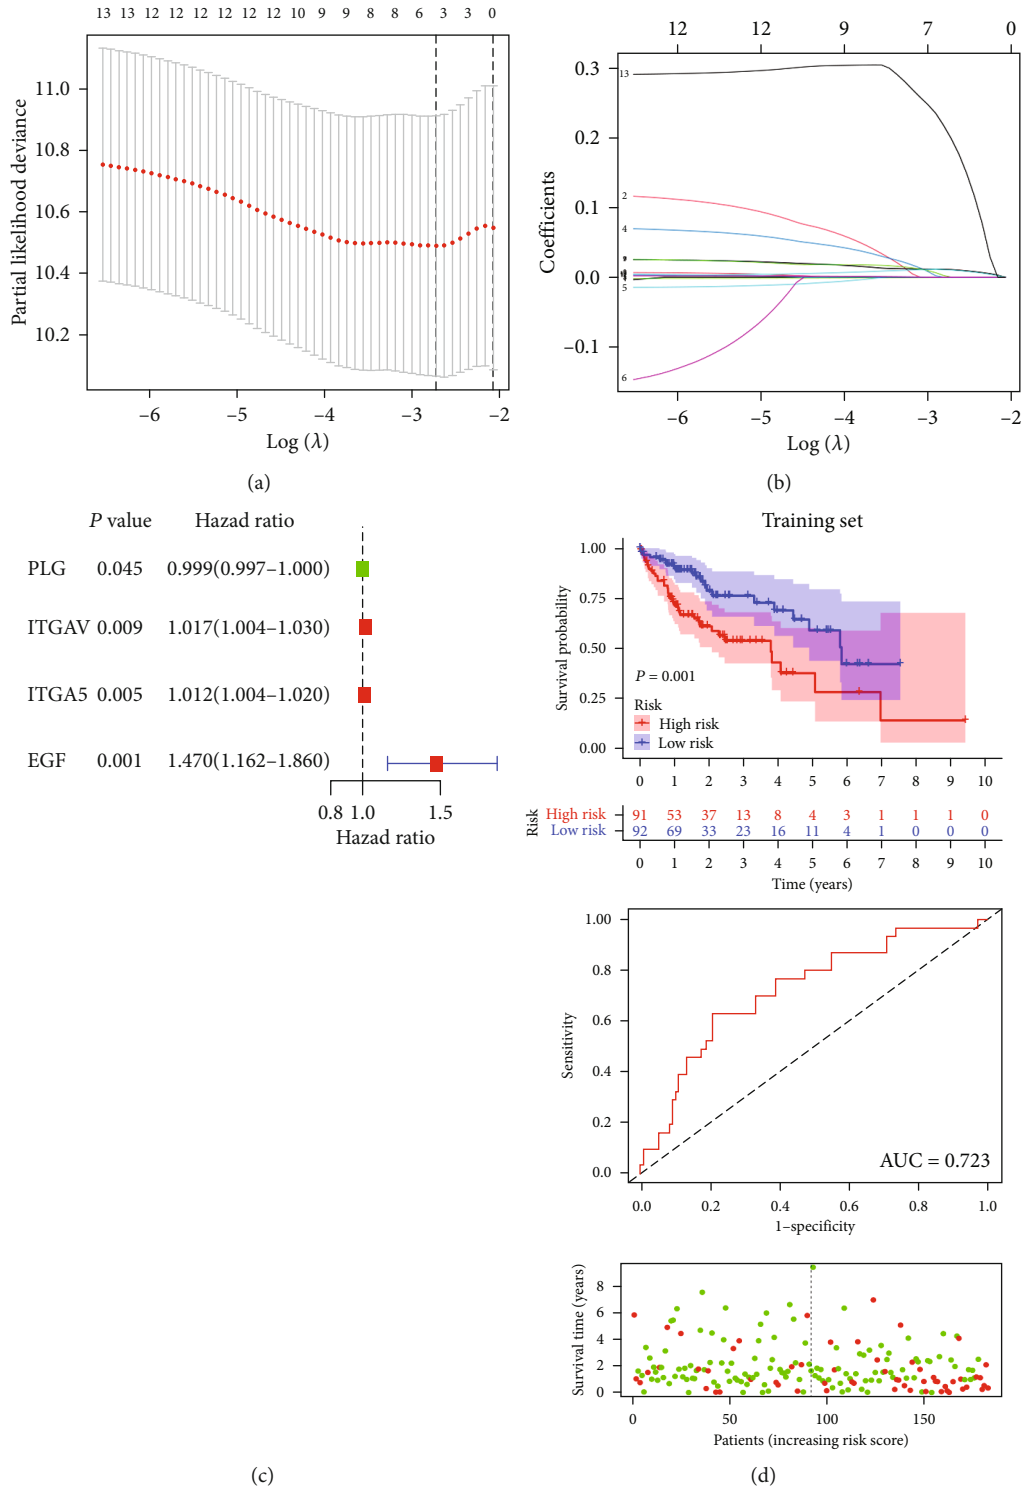 13 13 12 12 12 12 12 12 10 9 9 8 8 6 3 3 0
11.0
10.8
10.6
10.4
10.2
Partial likelihood deviance
−6 −5 −4 −3 −2
Log (λ)
(a)
12 12 9 7 0
0.3
0.2
0.1
0.0
−0.1
Coefficients
13
2
4
5
6
−6 −5 −4 −3 −2
Log (λ)
(b)
P value Hazad ratio
PLG 0.045 0.999(0.997–1.000)
ITGAV 0.009 1.017(1.004–1.030)
ITGA5 0.005 1.012(1.004–1.020)
EGF 0.001 1.470(1.162–1.860)
0.8 1.0 1.5
Hazad ratio
(c)
Training set
1.00
0.75
0.50
0.25
0.00
Survival probability
P = 0.001
Risk
High risk
Low risk
0 1 2 3 4 5 6 7 8 9 10
Risk
High risk 91 53 37 13 8 4 3 1 1 1 0
Low risk 92 69 33 23 16 11 4 1 0 0 0
0 1 2 3 4 5 6 7 8 9 10
Time (years)
1.00
0.8
0.6
0.4
0.2
0.0
Sensitivity
AUC = 0.723
0.0 0.2 0.4 0.6 0.8 1.0
1–specificity
8
6
4
2
0
Survival time (years)
0 50 100 150
Patients (increasing risk score)
(d)